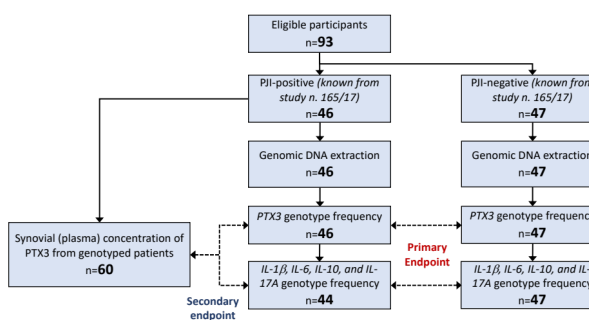 Eligible participants
n=93
PJI-positive (known from
study n. 165/17)
n=46
PJI-negative (known from
study n. 165/17)
n=47
Genomic DNA extraction
n=46
Genomic DNA extraction
n=47
PTX3 genotype frequency
n=46
PTX3 genotype frequency
n=47
Synovial (plasma) concentration of
PTX3 from genotyped patients
n=60
Primary
Endpoint
IL-1β, IL-6, IL-10, and IL-
17A genotype frequency
n=44
IL-1β, IL-6, IL-10, and IL-
17A genotype frequency
n=47
Secondary
endpoint